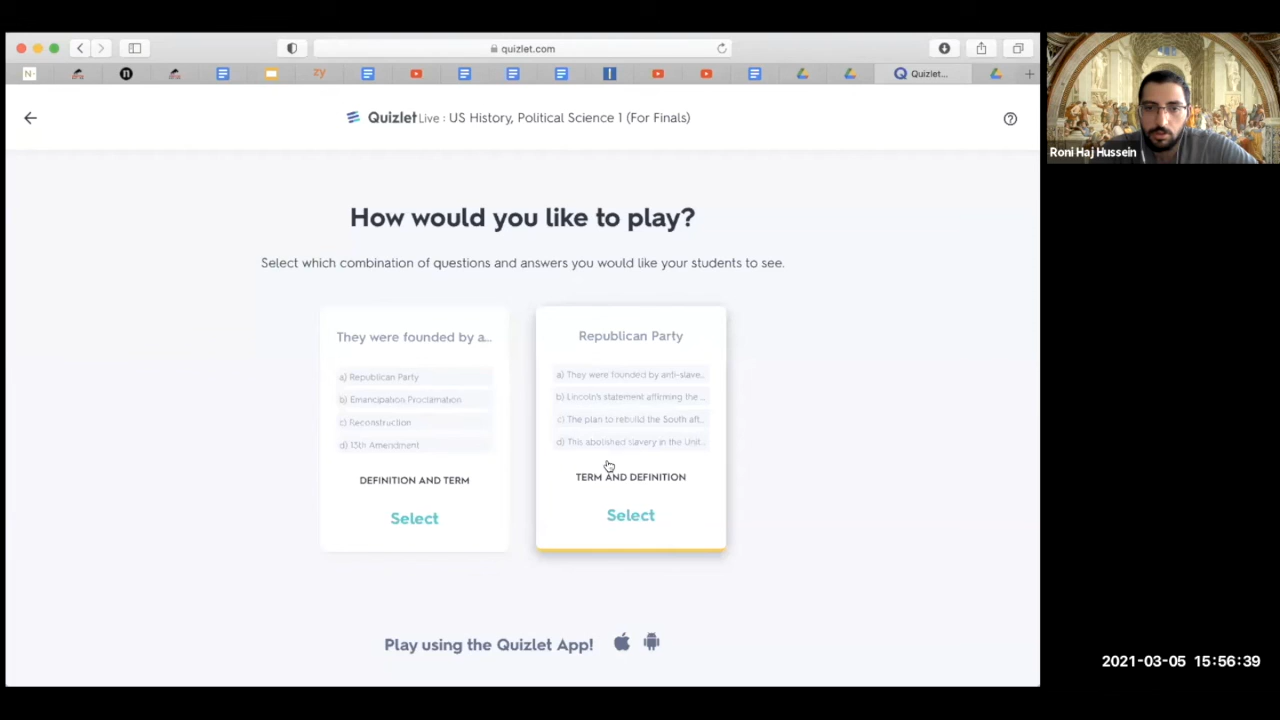 quizlet.com
N-
n
zy
Q Quizlet...
Quizlet Live : US History, Political Science 1 (For Finals)
How would you like to play?
Select which combination of questions and answers you would like your students to see.
They were founded by a...
a) Republican Party
b) Emancipation Proclamation
c) Reconstruction
d) 15th Amendment
DEFINITION AND TERM
Select
Republican Party
a) They were founded by anti-slave...
b) Lincoln's statement affirming the ...
c) The plan to rebuild the South aft...
d) This abolished slavery in the Unit...
TERM AND DEFINITION
Select
Play using the Quizlet App!
Roni Haj Hussein
2021-03-05 15:56:39